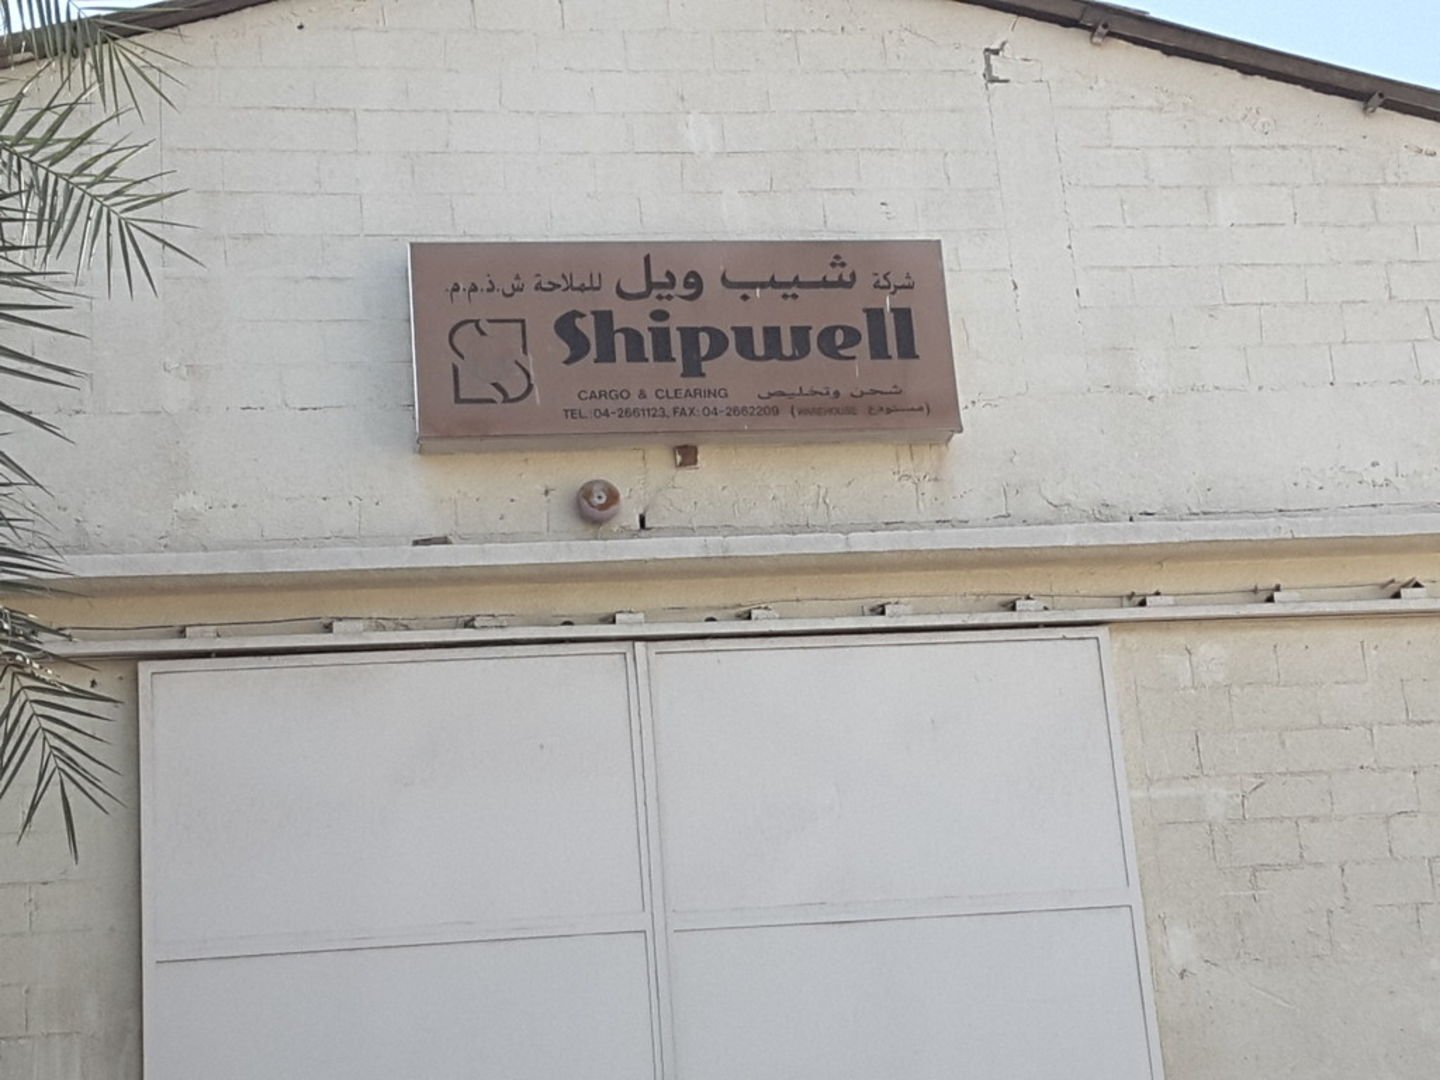 شركة شيب ويل للملاحة ش.ذ.م.م.
Shipwell
CARGO & CLEARING شحن وتخليص
TEL:04-2661123, FAX: 04-2662209 (WAREHOUSE مستودع)